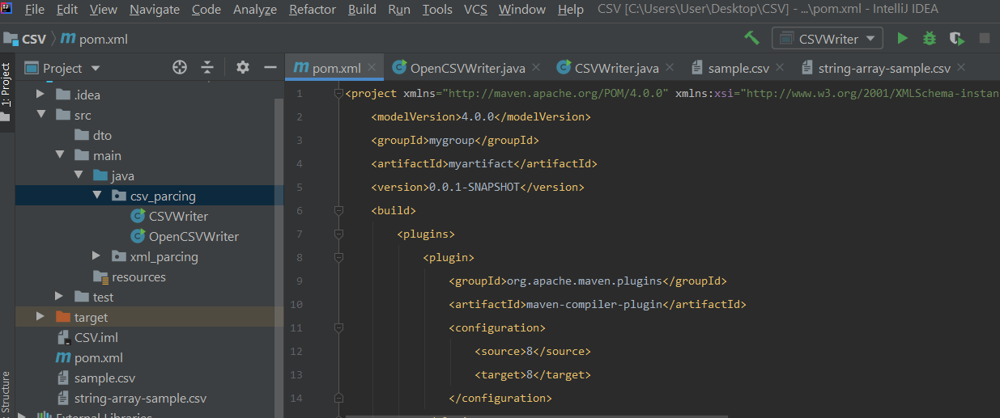 File Edit View Navigate Code Analyze Refactor Build Run Tools VCS Window Help CSV [C:\Users\User\Desktop\CSV] - ...\pom.xml - IntelliJ IDEA
CSV pom.xml CSVWriter
1: Project
Structure
Project
.idea
src
dto
main
java
csv_parcing
CSVWriter
OpenCSVWriter
xml_parcing
resources
test
target
CSV.iml
pom.xml
sample.csv
string-array-sample.csv
External Libraries
pom.xml OpenCSVWriter.java CSVWriter.java sample.csv string-array-sample.csv
1 <project xmlns="http://maven.apache.org/POM/4.0.0" xmlns:xsi="http://www.w3.org/2001/XMLSchema-instan
2 <modelVersion>4.0.0</modelVersion>
3 <groupId>mygroup</groupId>
4 <artifactId>myartifact</artifactId>
5 <version>0.0.1-SNAPSHOT</version>
6 <build>
7 <plugins>
8 <plugin>
9 <groupId>org.apache.maven.plugins</groupId>
10 <artifactId>maven-compiler-plugin</artifactId>
11 <configuration>
12 <source>8</source>
13 <target>8</target>
14 </configuration>